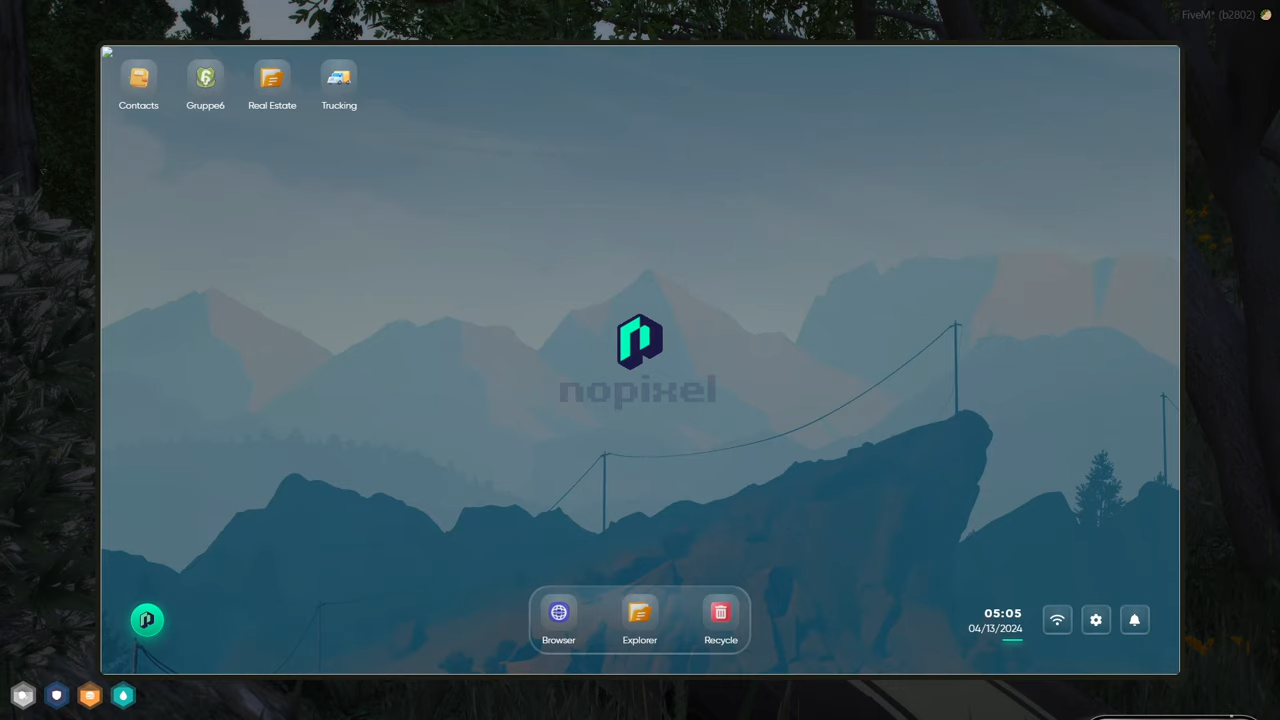 FiveM* (b2802)
Contacts
Gruppe6
Real Estate
Trucking
nopixel
Browser
Explorer
Recycle
05:05
04/13/2024